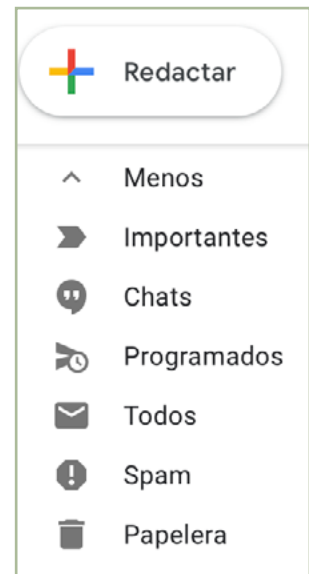 Redactar
Menos
Importantes
Chats
Programados
Todos
Spam
Papelera